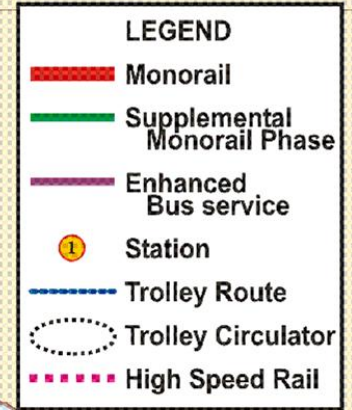 LEGEND
Monorail
Supplemental
Monorail Phase
Enhanced
Bus service
1 Station
Trolley Route
Trolley Circulator
High Speed Rail